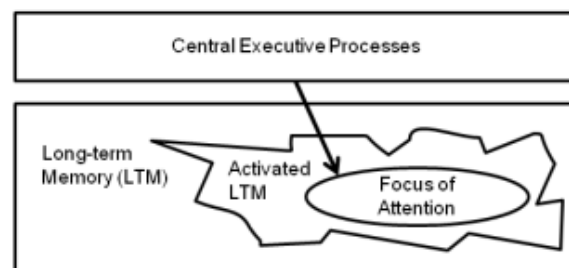 Central Executive Processes
Long-term
Memory (LTM)
Activated
LTM
Focus of
Attention